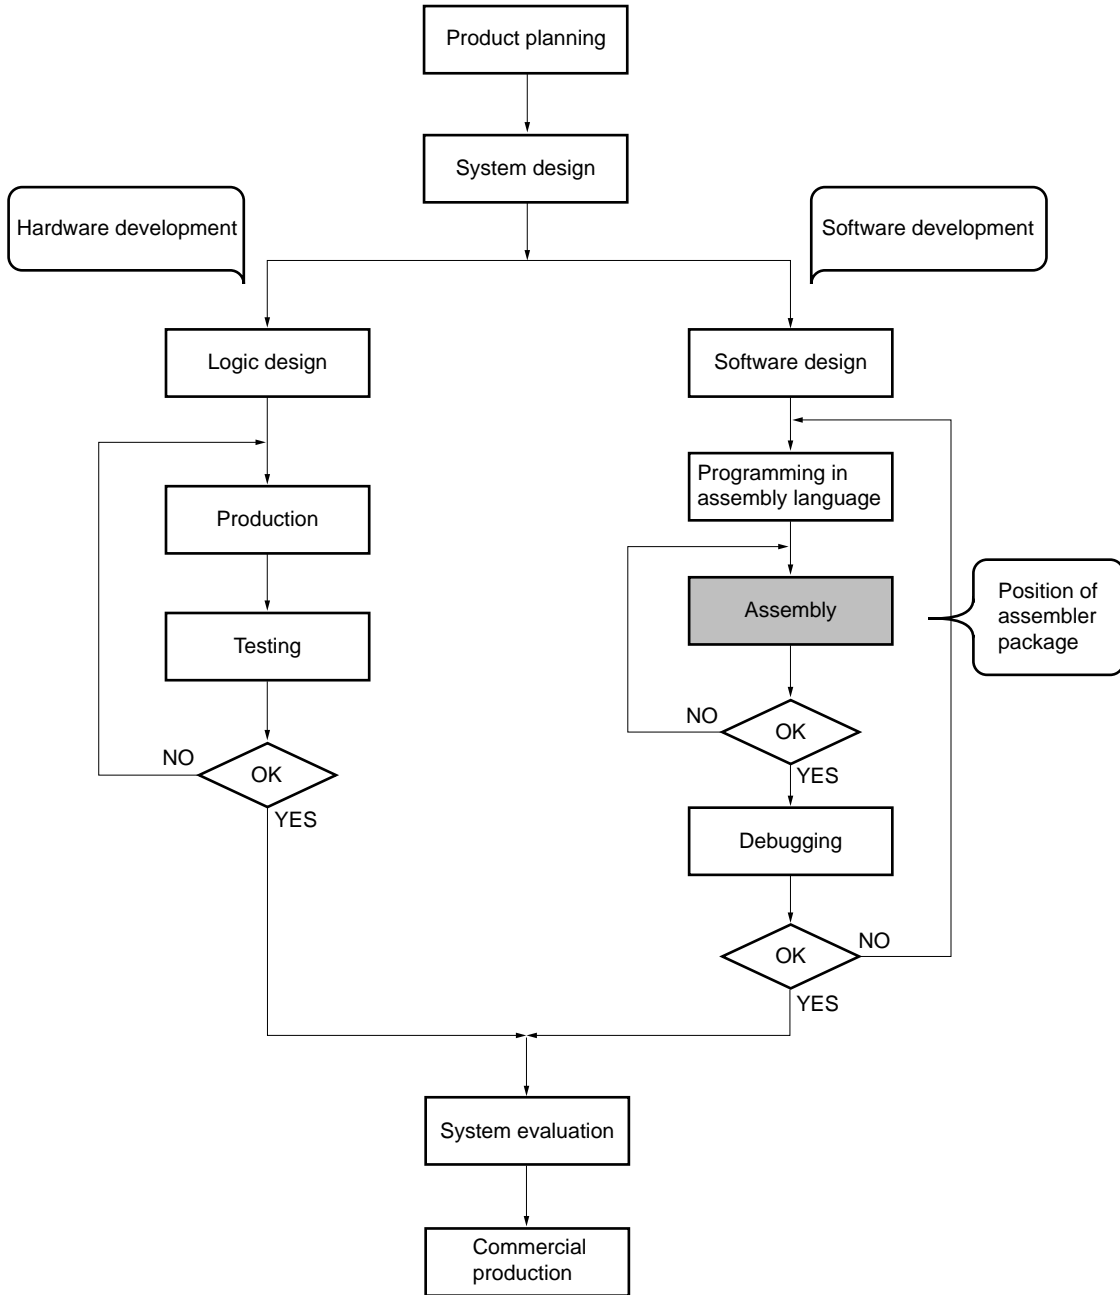 Product planning
System design
Hardware development
Software development
Logic design
Software design
Programming in
assembly language
Production
Assembly
Position of
assembler
package
Testing
NO
OK
YES
NO
OK
YES
Debugging
OK
NO
YES
System evaluation
Commercial
production